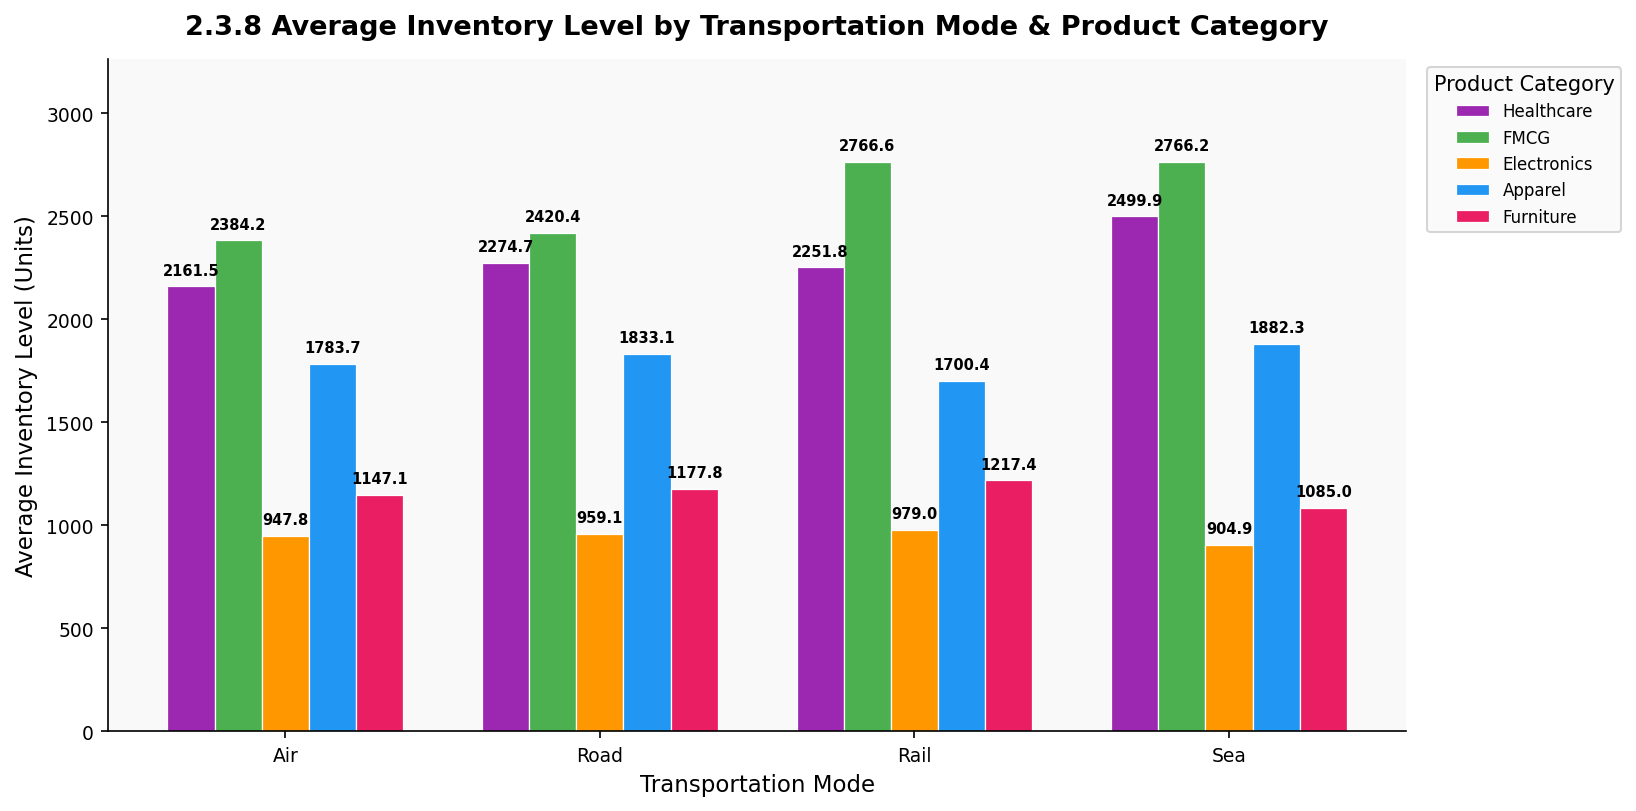 2.3.8 Average Inventory Level by Transportation Mode & Product Category
Product Category
Healthcare
FMCG
Electronics
Apparel
Furniture
Average Inventory Level (Units)
3000
2500
2000
1500
1000
500
0
2161.5
2384.2
947.8
1783.7
1147.1
2274.7
2420.4
959.1
1833.1
1177.8
2251.8
2766.6
979.0
1700.4
1217.4
2499.9
2766.2
904.9
1882.3
1085.0
Air
Road
Rail
Sea
Transportation Mode